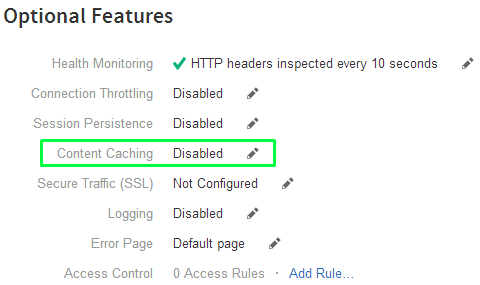 Optional Features
Health Monitoring HTTP headers inspected every 10 seconds
Connection Throttling Disabled
Session Persistence Disabled
Content Caching Disabled
Secure Traffic (SSL) Not Configured
Logging Disabled
Error Page Default page
Access Control 0 Access Rules · Add Rule...